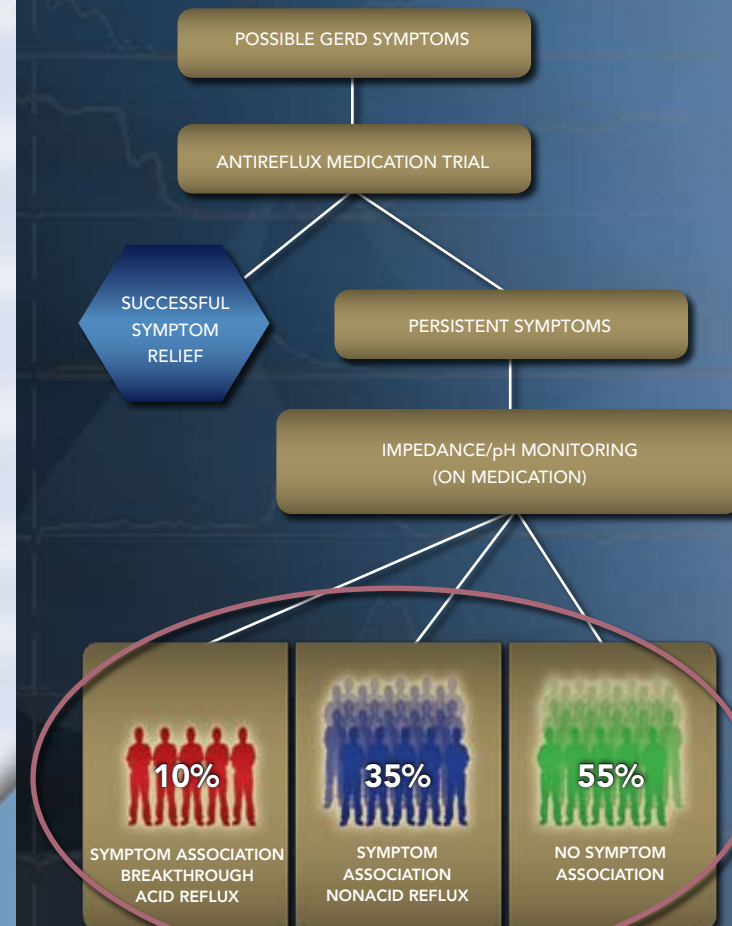 POSSIBLE GERD SYMPTOMS
ANTIREFLUX MEDICATION TRIAL
SUCCESSFUL
SYMPTOM
RELIEF
PERSISTENT SYMPTOMS
IMPEDANCE/pH MONITORING
(ON MEDICATION)
10%
SYMPTOM ASSOCIATION
BREAKTHROUGH
ACID REFLUX
35%
SYMPTOM
ASSOCIATION
NONACID REFLUX
55%
NO SYMPTOM
ASSOCIATION